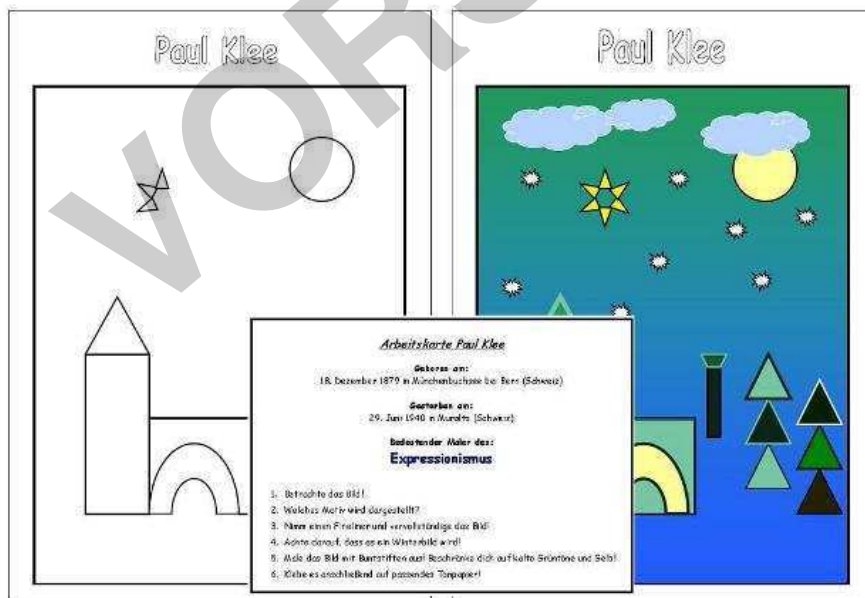 Paul Klee
Paul Klee
VORS
Arbeitskarte Paul Klee
Geboren am:
18. Dezember 1879 in Münchenbuchsee bei Bern (Schweiz)
Gestorben am:
29. Juni 1940 in Muralto (Schweiz)
Bedeutender Maler des:
Expressionismus
1. Betrachte das Bild!
2. Welches Motiv wird dargestellt?
3. Nimm einen Fineliner und vervollständige das Bild!
4. Achte darauf, dass es ein Winterbild wird!
5. Male das Bild mit Buntstiften aus! Beschränke dich auf kalte Grüntöne und Gelb!
6. Klebe es anschließend auf passendes Tonpapier!